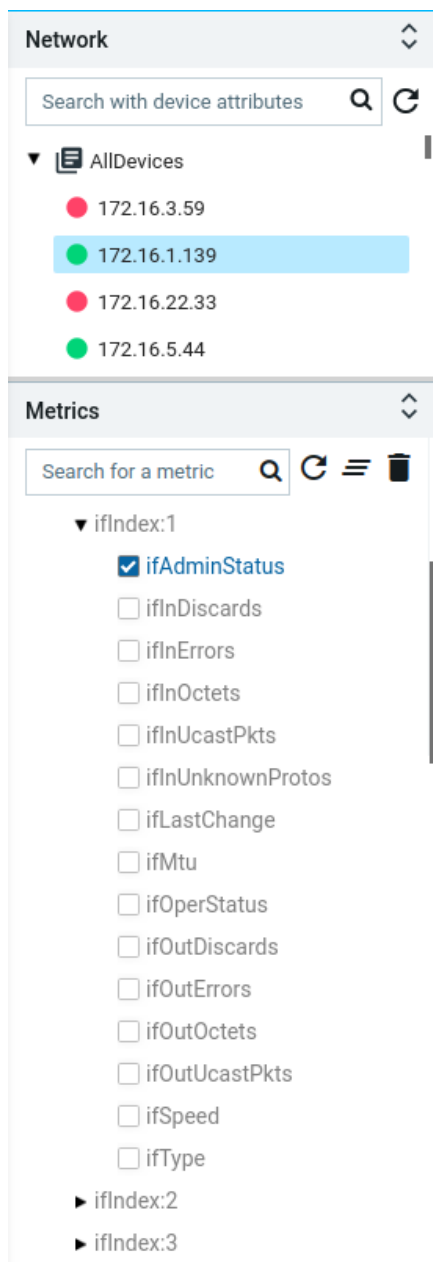 Network
Search with device attributes
AllDevices
172.16.3.59
172.16.1.139
172.16.22.33
172.16.5.44
Metrics
Search for a metric
ifIndex:1
ifAdminStatus
ifInDiscards
ifInErrors
ifInOctets
ifInUcastPkts
ifInUnknownProtos
ifLastChange
ifMtu
ifOperStatus
ifOutDiscards
ifOutErrors
ifOutOctets
ifOutUcastPkts
ifSpeed
ifType
ifIndex:2
ifIndex:3